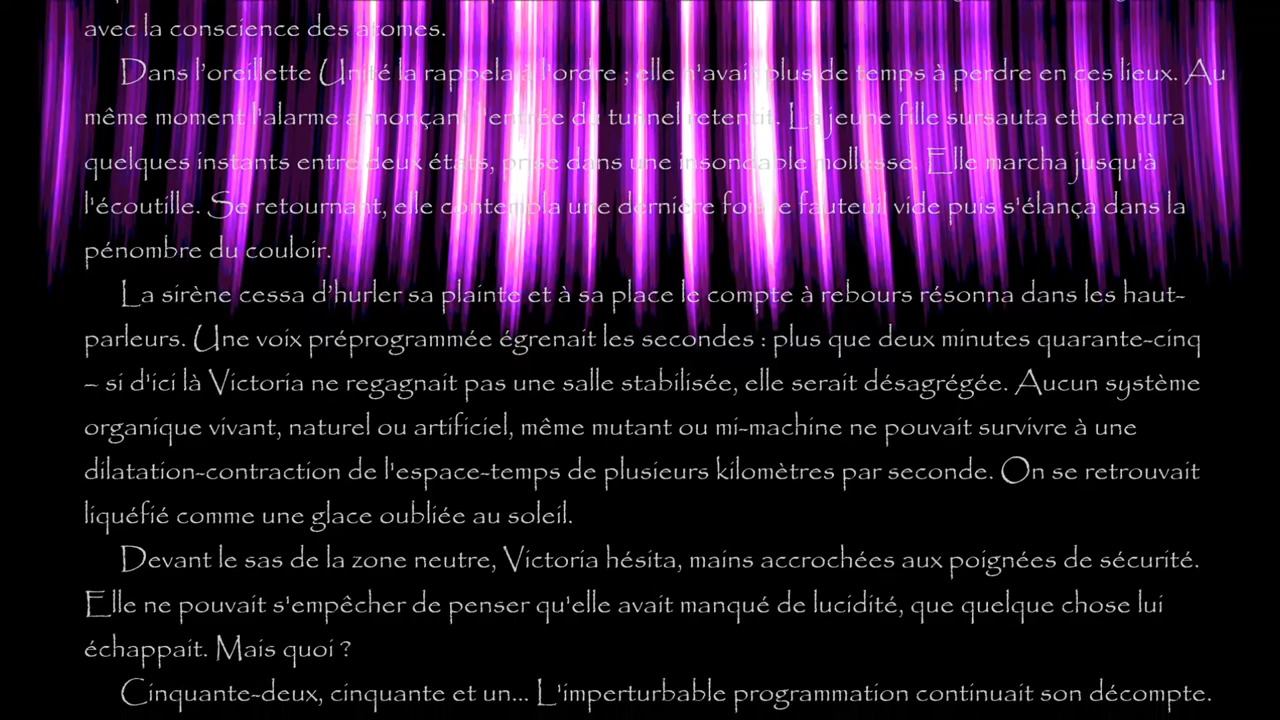 avec la conscience des atomes.
Dans l’oreillette Unité la rappela à l’ordre ; elle n'avait plus de temps à perdre en ces lieux. Au
même moment l'alarme annonçant l'entrée du tunnel retentit. La jeune fille sursauta et demeura
quelques instants entre deux états, prise dans une insondable mollesse. Elle marcha jusqu'à
l'écoutille. Se retournant, elle contempla une dernière fois le fauteuil vide puis s'élança dans la
pénombre du couloir.
La sirène cessa d’hurler sa plainte et à sa place le compte à rebours résonna dans les haut-
parleurs. Une voix préprogrammée égrenait les secondes : plus que deux minutes quarante-cinq
– si d'ici là Victoria ne regagnait pas une salle stabilisée, elle serait désagrégée. Aucun système
organique vivant, naturel ou artificiel, même mutant ou mi-machine ne pouvait survivre à une
dilatation-contraction de l'espace-temps de plusieurs kilomètres par seconde. On se retrouvait
liquéfié comme une glace oubliée au soleil.
Devant le sas de la zone neutre, Victoria hésita, mains accrochées aux poignées de sécurité.
Elle ne pouvait s'empêcher de penser qu'elle avait manqué de lucidité, que quelque chose lui
échappait. Mais quoi ?
Cinquante-deux, cinquante et un... L'imperturbable programmation continuait son décompte.